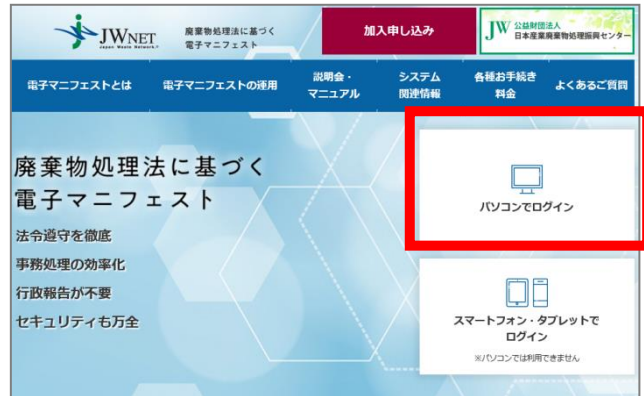 JWNET
Japan Waste Network
廃棄物処理法に基づく
電子マニフェスト
加入申し込み
JW 公益財団法人
日本産業廃棄物処理振興センター
電子マニフェストとは
電子マニフェストの運用
説明会・
マニュアル
システム
関連情報
各種お手続き
料金
よくあるご質問
廃棄物処理法に基づく
電子マニフェスト
法令遵守を徹底
事務処理の効率化
行政報告が不要
セキュリティも万全
パソコンでログイン
スマートフォン・タブレットで
ログイン
※パソコンでは利用できません